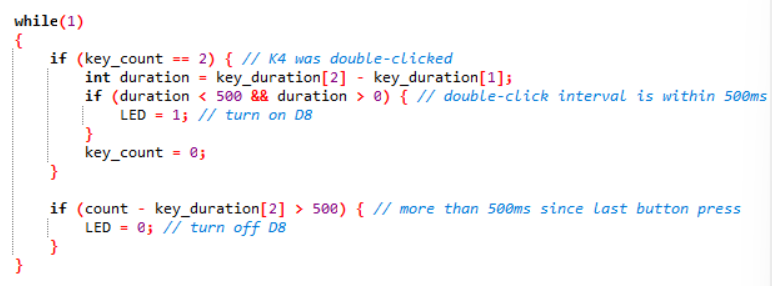 while(1)
{
if (key_count == 2) { // K4 was double-clicked
int duration = key_duration[2] - key_duration[1];
if (duration < 500 && duration > 0) { // double-click interval is within 500ms
LED = 1; // turn on D8
}
key_count = 0;
}
if (count - key_duration[2] > 500) { // more than 500ms since last button press
LED = 0; // turn off D8
}
}